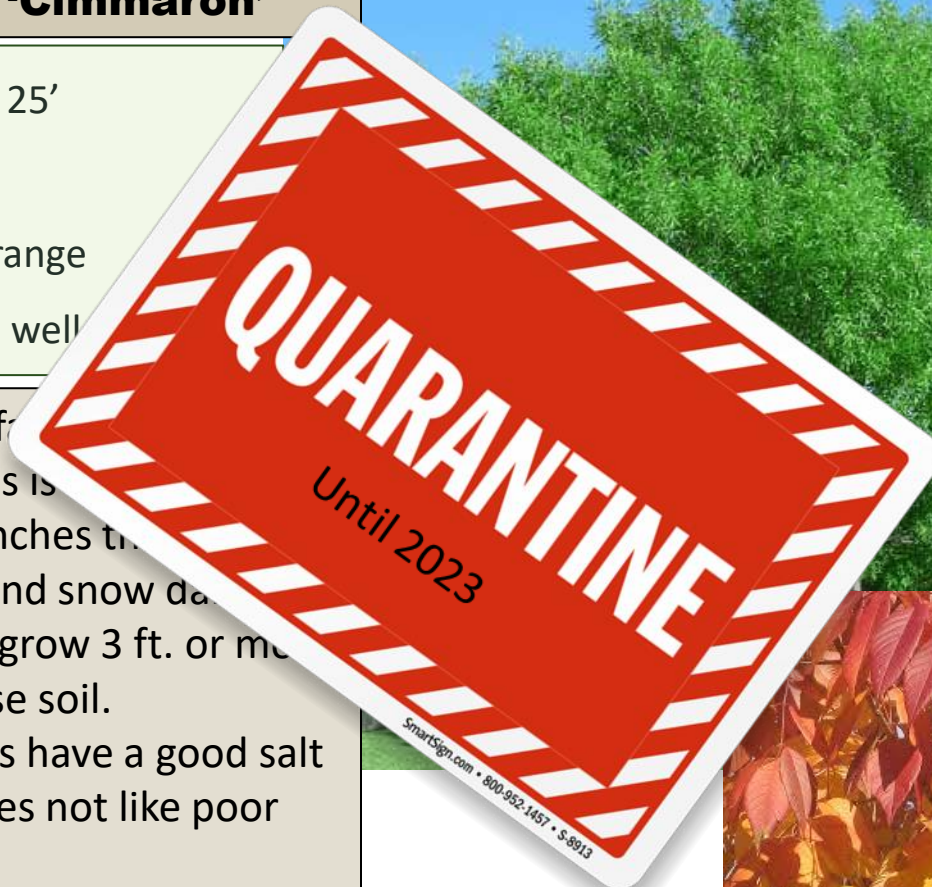 'Cimmaron'
25'
range
well
s is
nches
nd snow
grow 3 ft. or
se soil.
s have a good salt
es not like poor
QUARANTINE
Until 2023
SmartSign.com • 800-952-1457 • S-8913